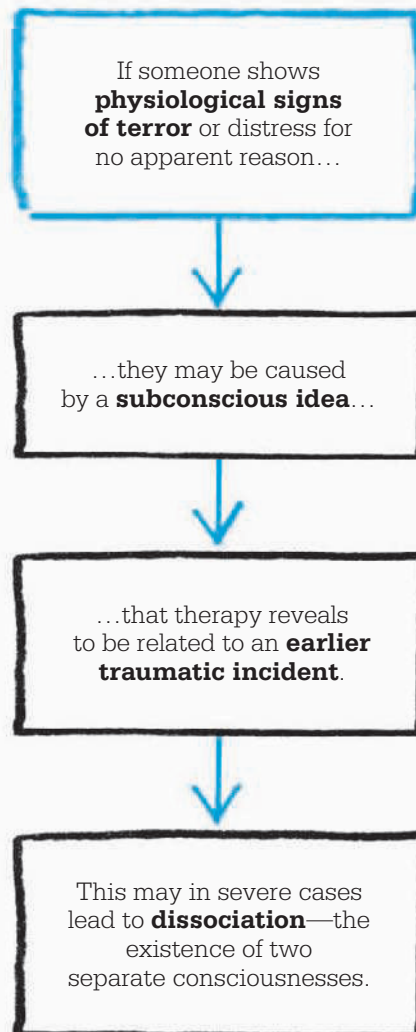 If someone shows
physiological signs
of terror or distress for
no apparent reason…
…they may be caused
by a subconscious idea…
…that therapy reveals
to be related to an earlier
traumatic incident.
This may in severe cases
lead to dissociation—the
existence of two
separate consciousnesses.